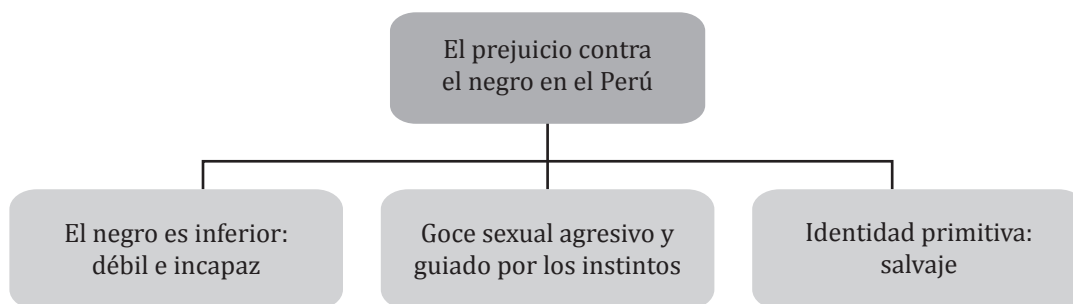 El prejuicio contra
el negro en el Perú
El negro es inferior:
débil e incapaz
Goce sexual agresivo y
guiado por los instintos
Identidad primitiva:
salvaje